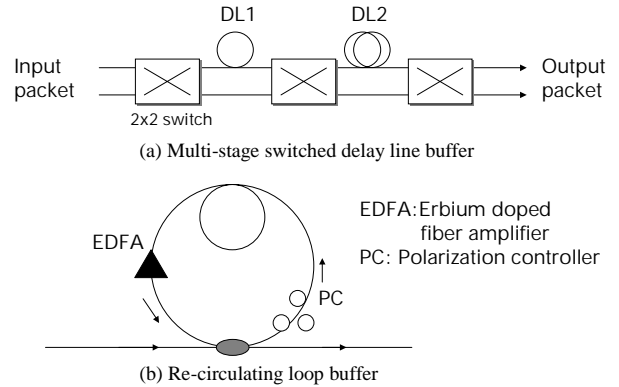 DL1
DL2
Input
packet
Output
packet
2x2 switch
(a) Multi-stage switched delay line buffer
EDFA
PC
EDFA:Erbium doped
fiber amplifier
PC: Polarization controller
(b) Re-circulating loop buffer